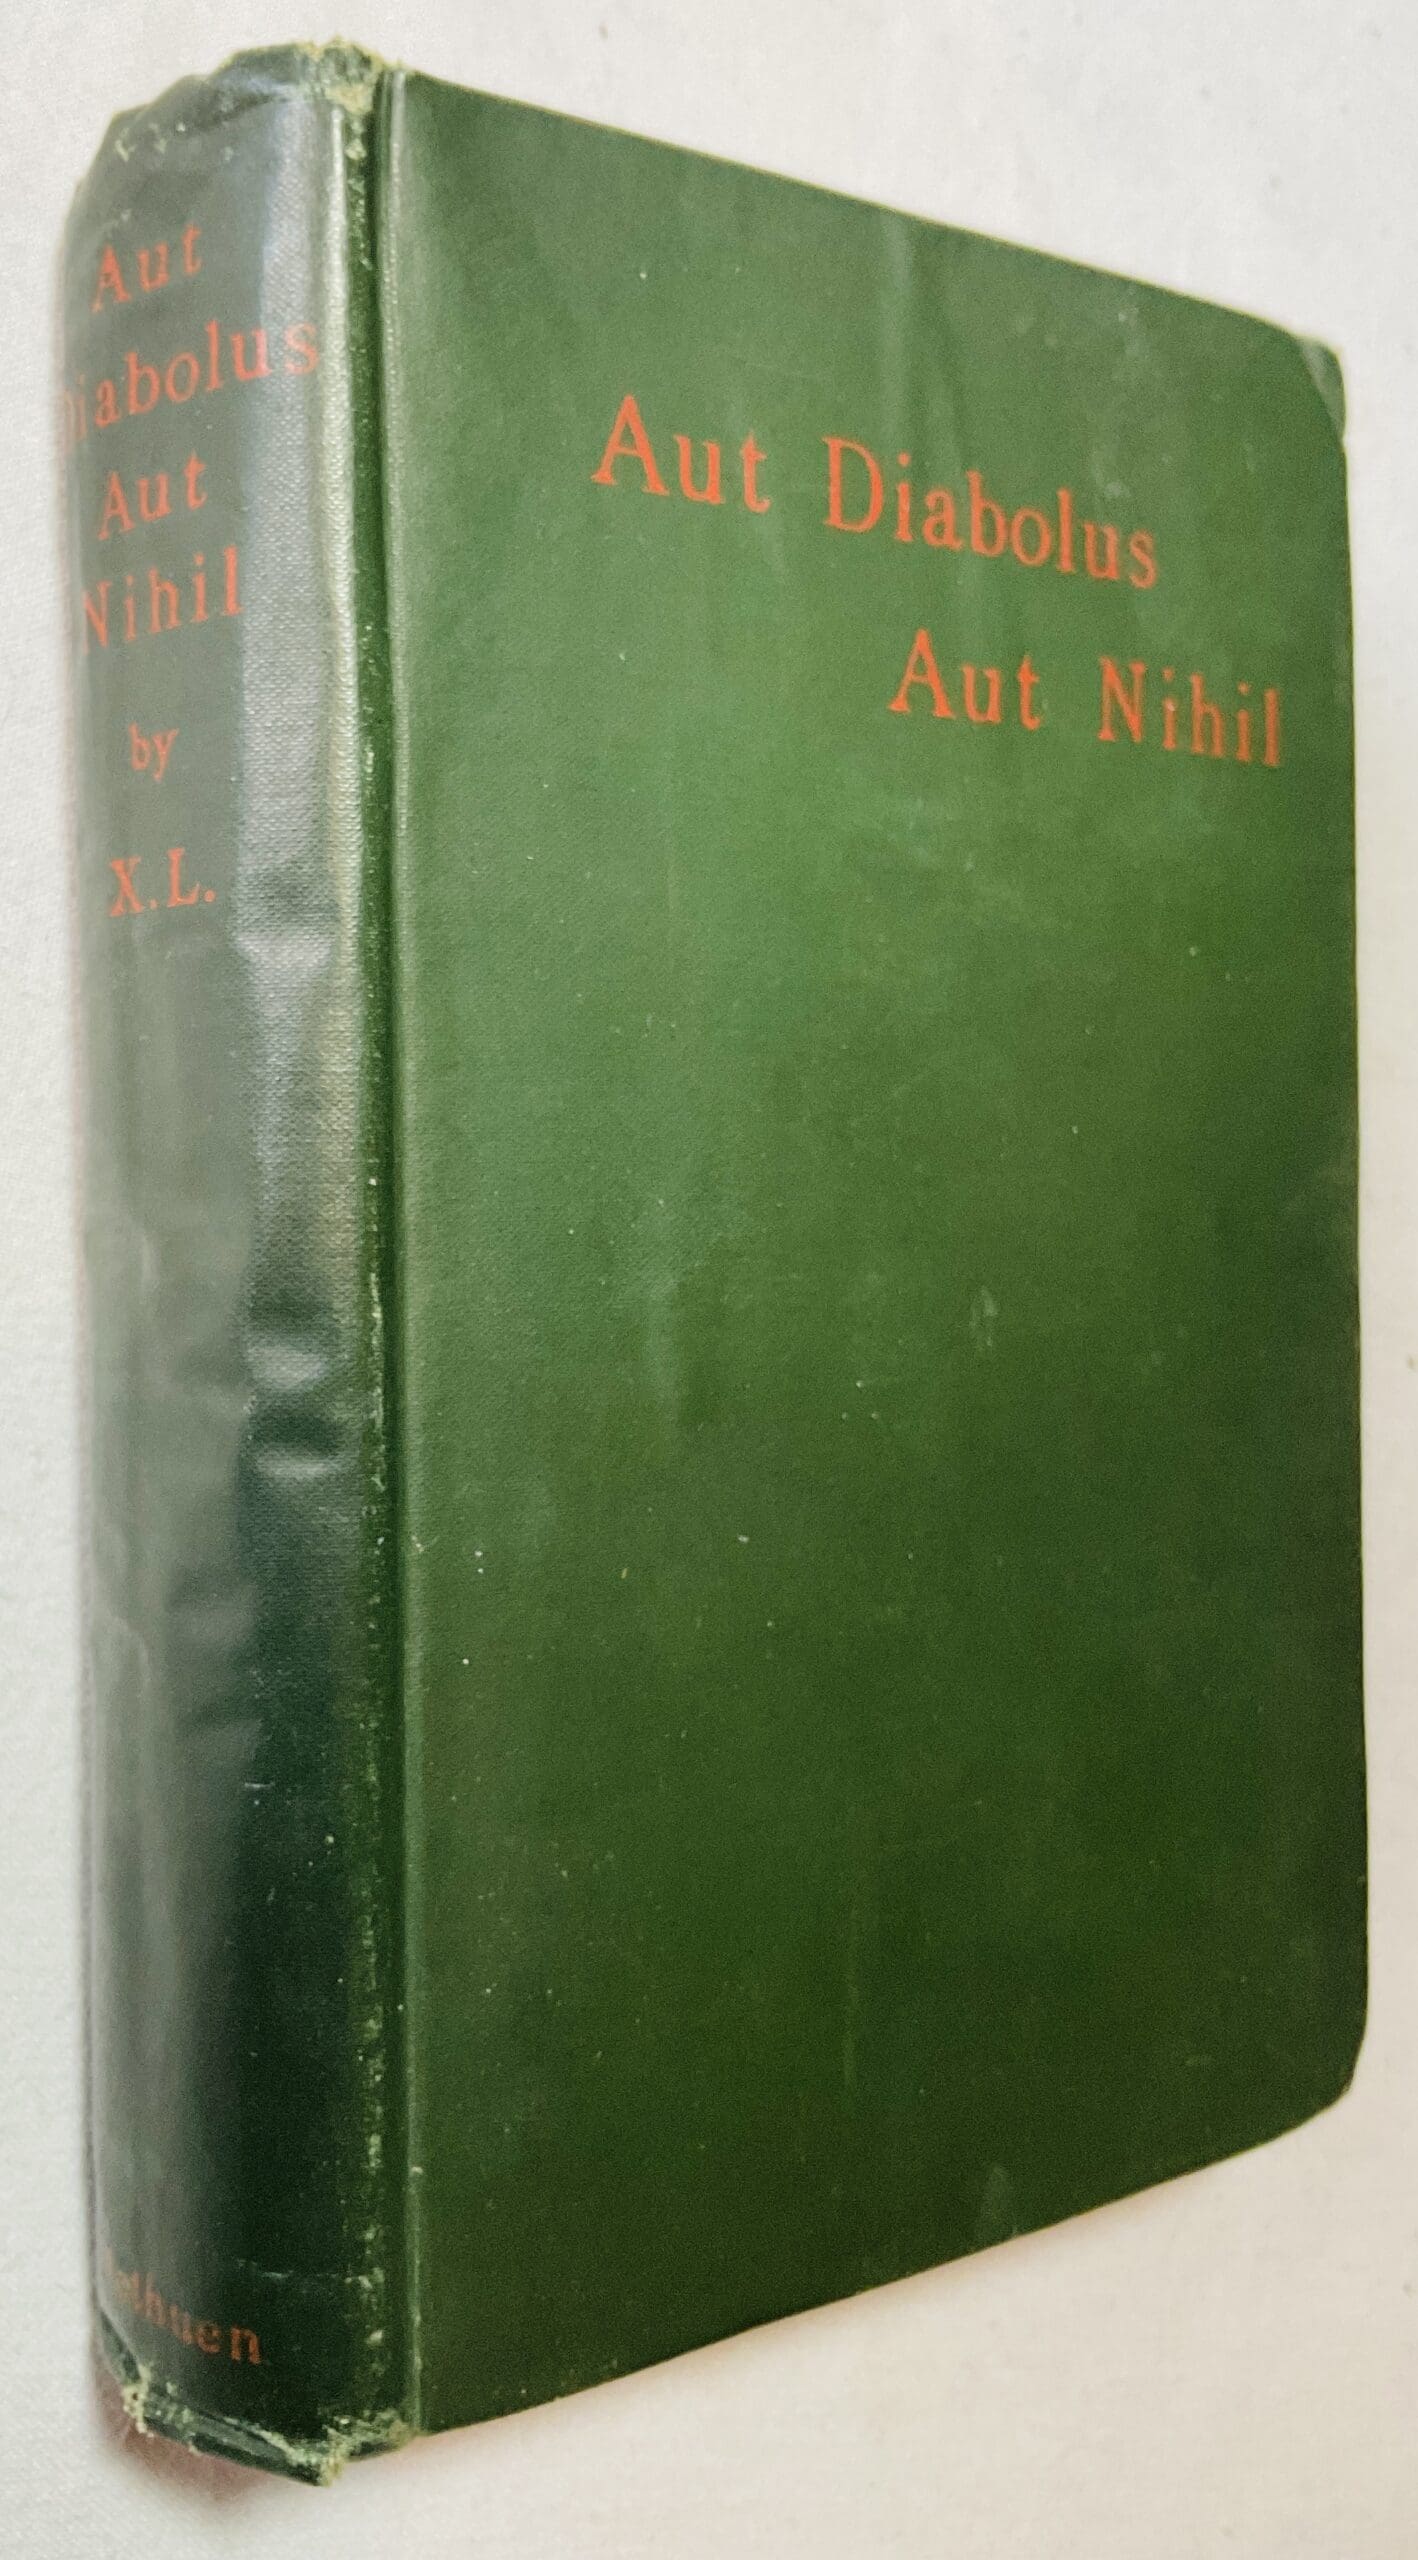 Aut
Diabolus
Aut
Nihil
by
X.L.
Methuen
Aut Diabolus
Aut Nihil